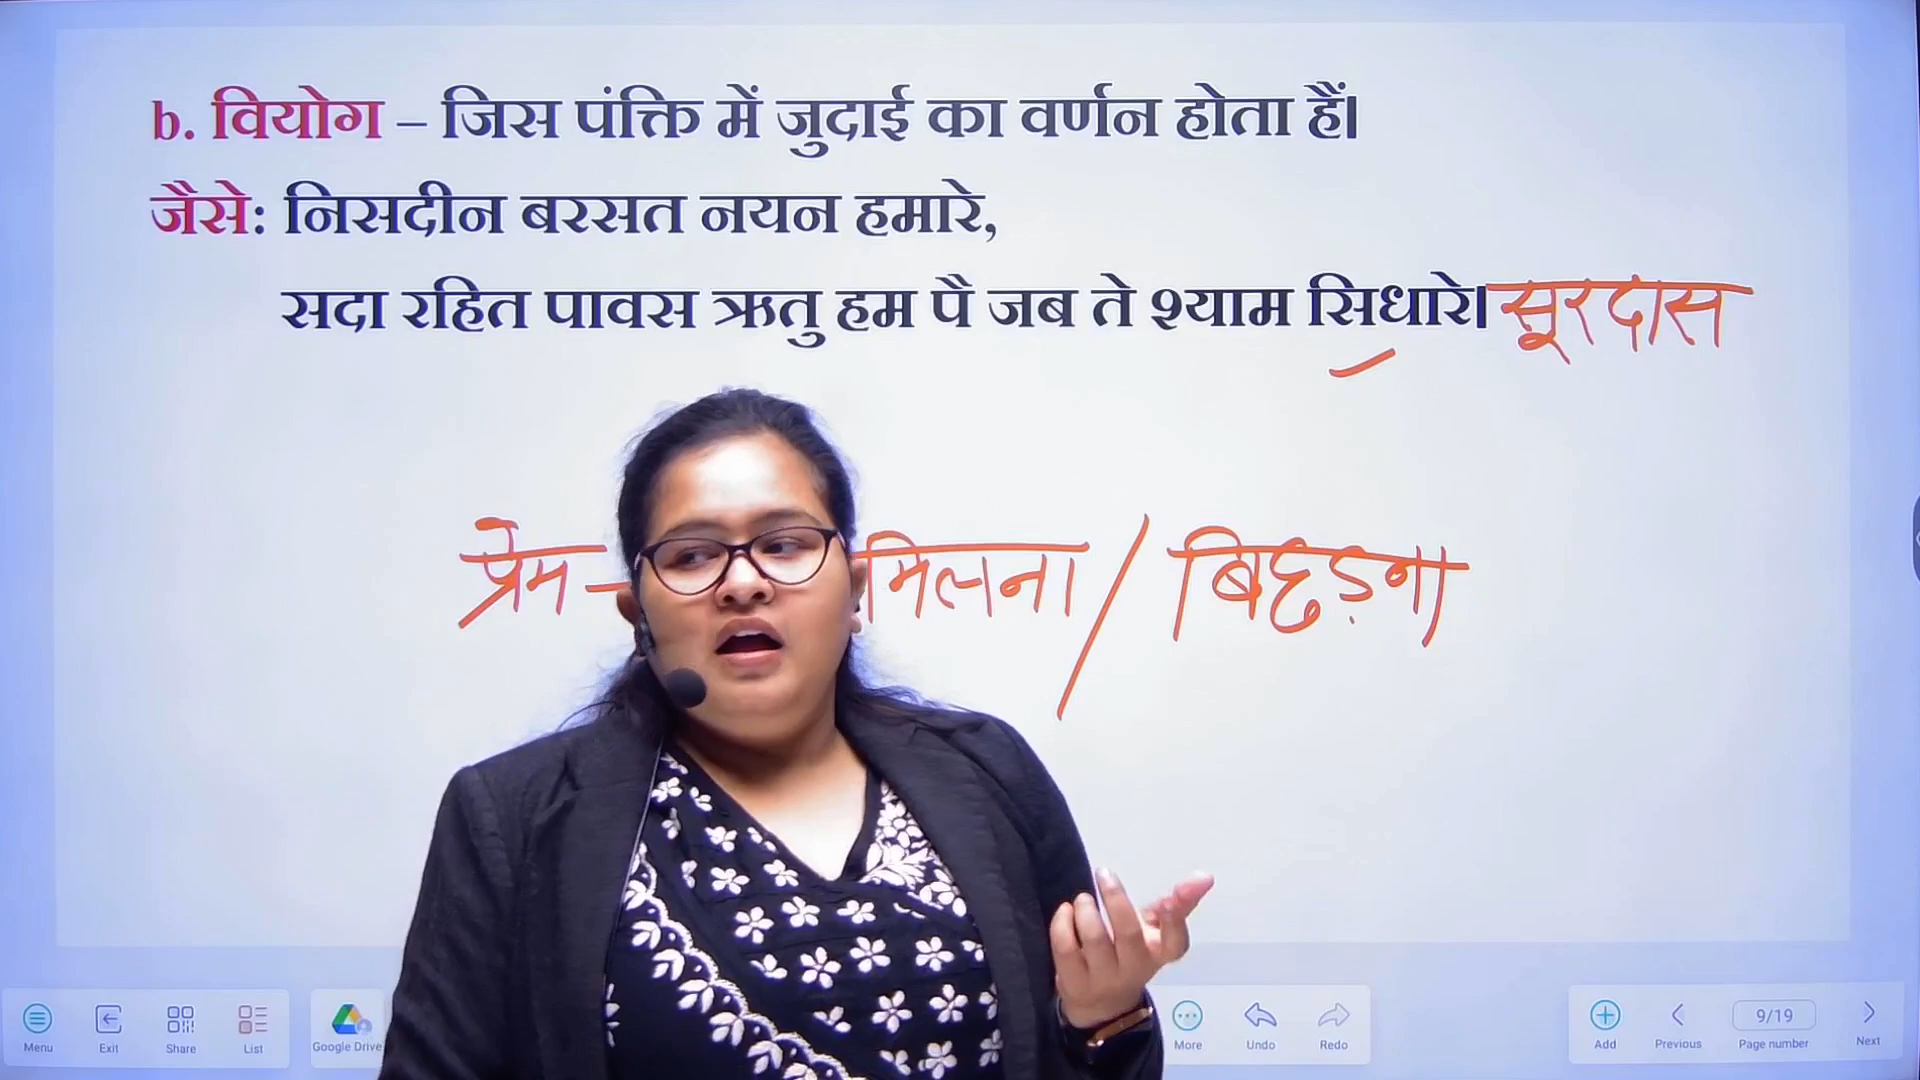 b. वियोग – जिस पंक्ति में जुदाई का वर्णन होता हैं।
जैसे: निसदीन बरसत नयन हमारे,
सदा रहित पावस ऋतु हम पै जब ते श्याम सिधारे। सूरदास
प्रेम – मिलना / बिछड़ना
Menu Exit Share List Google Drive More Undo Redo Add Previous 9/19 Page number Next